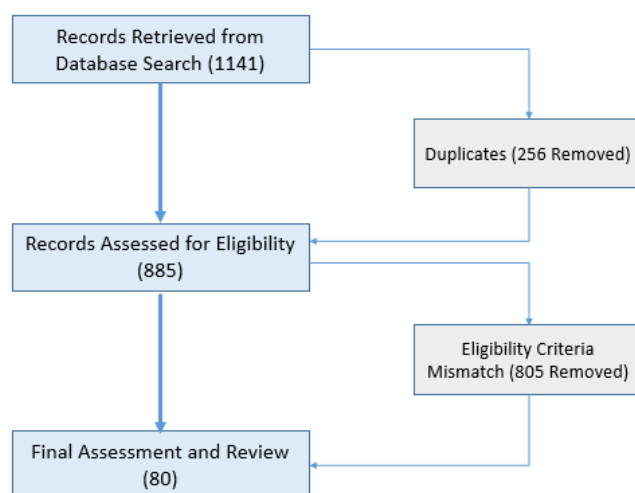 Records Retrieved from
Database Search (1141)
Duplicates (256 Removed)
Records Assessed for Eligibility
(885)
Eligibility Criteria
Mismatch (805 Removed)
Final Assessment and Review
(80)